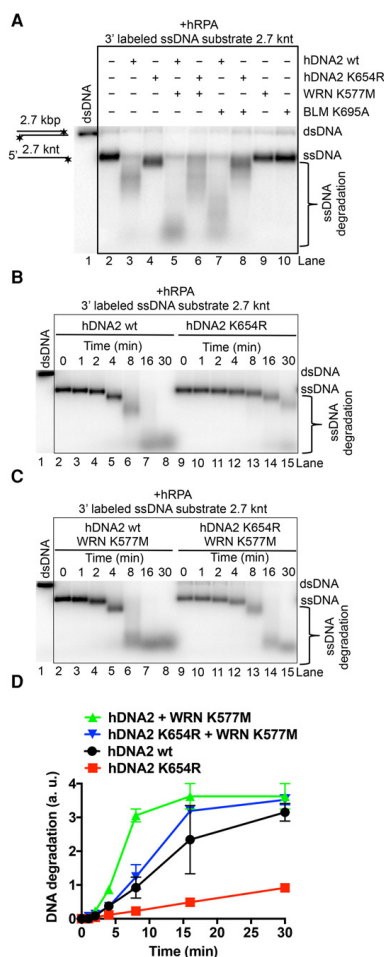 A
+hRPA
3' labeled ssDNA substrate 2.7 knt
dsDNA
– + – + – + – – – hDNA2 wt
– – + – + – + – – hDNA2 K654R
– – – + + – – + – WRN K577M
– – – – – + + – + BLM K695A
2.7 kbp
dsDNA
5' 2.7 knt
ssDNA
ssDNA degradation
1 2 3 4 5 6 7 8 9 10 Lane
B
+hRPA
3' labeled ssDNA substrate 2.7 knt
hDNA2 wt hDNA2 K654R
Time (min) Time (min)
dsDNA
0 1 2 4 8 16 30 0 1 2 4 8 16 30
dsDNA
ssDNA
ssDNA degradation
1 2 3 4 5 6 7 8 9 10 11 12 13 14 15 Lane
C
+hRPA
3' labeled ssDNA substrate 2.7 knt
hDNA2 wt hDNA2 K654R
WRN K577M WRN K577M
Time (min) Time (min)
dsDNA
0 1 2 4 8 16 30 0 1 2 4 8 16 30
dsDNA
ssDNA
ssDNA degradation
1 2 3 4 5 6 7 8 9 10 11 12 13 14 15 Lane
D
hDNA2 + WRN K577M
hDNA2 K654R + WRN K577M
hDNA2 wt
hDNA2 K654R
DNA degradation (a. u.)
4
3
2
1
0
0 5 10 15 20 25 30
Time (min)